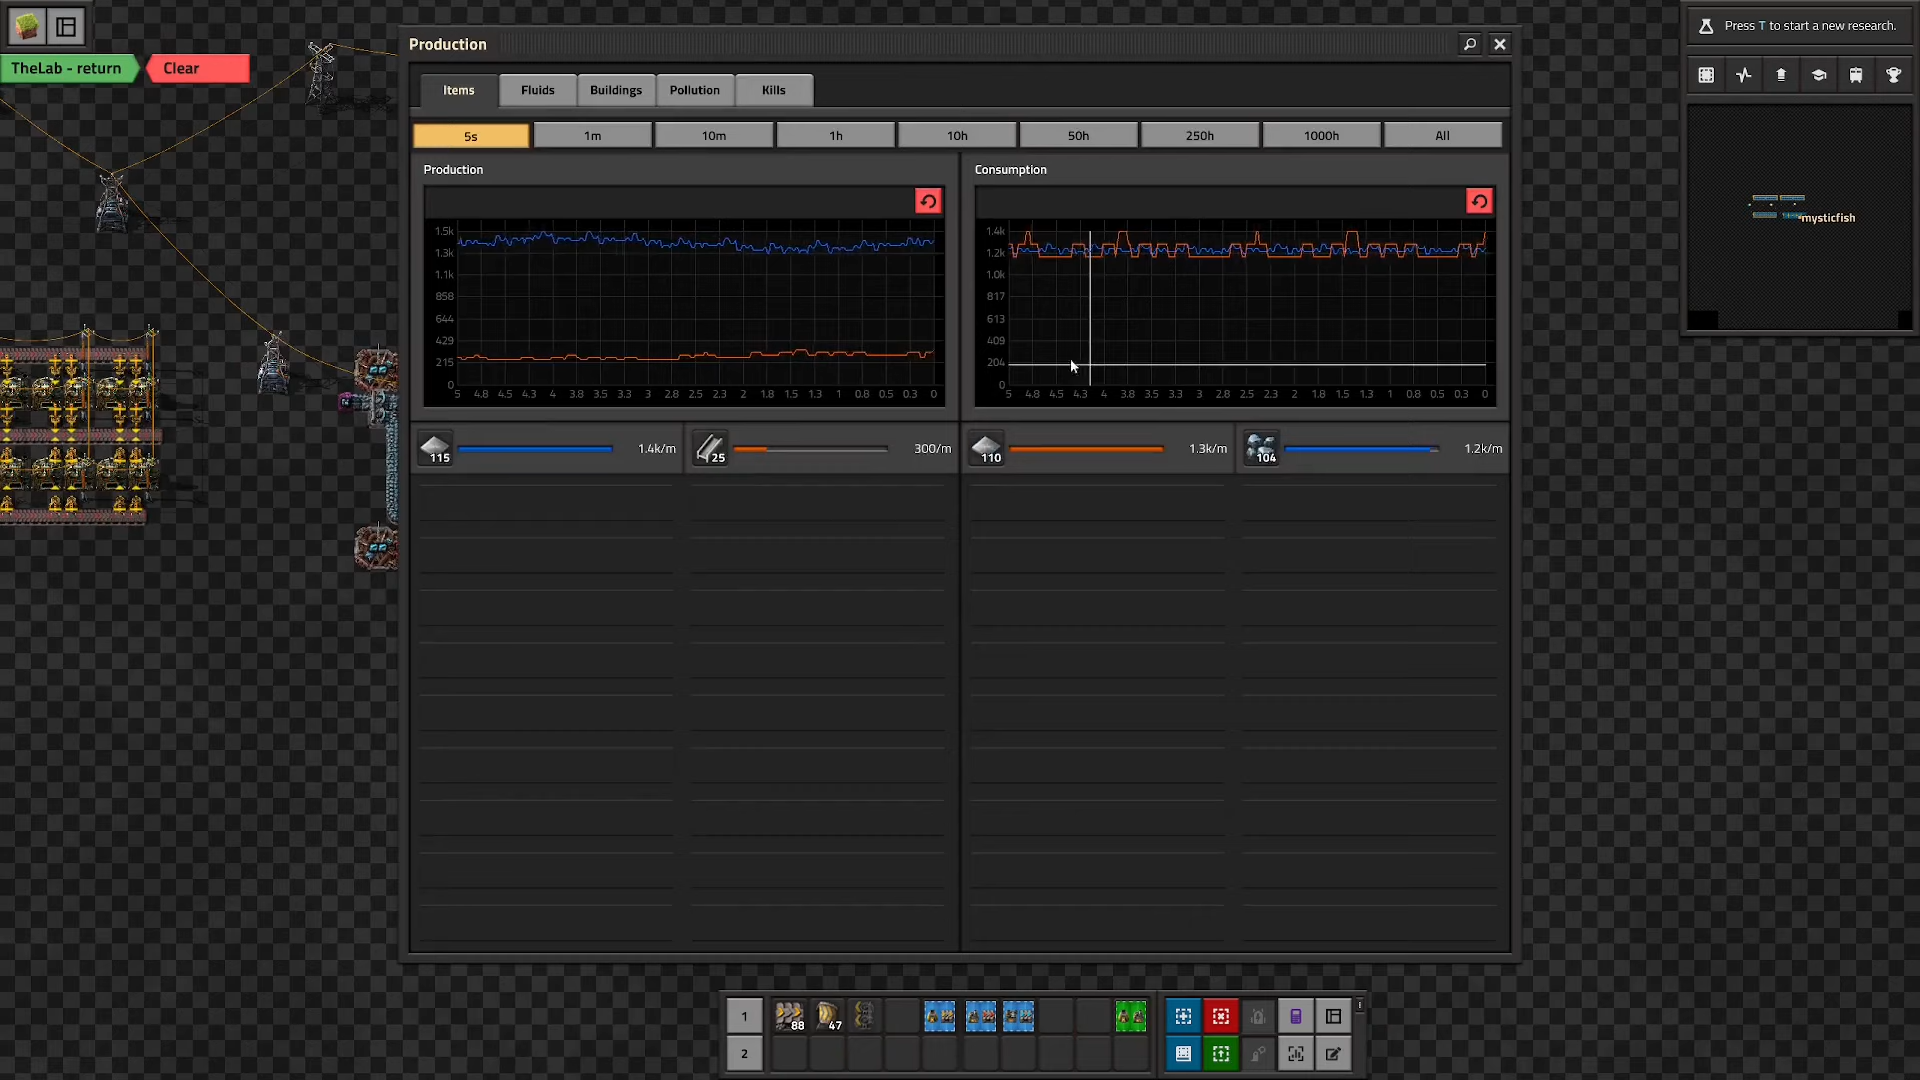 Production
Press T to start a new research.
TheLab - return
Clear
Items
Fluids
Buildings
Pollution
Kills
5s
1m
10m
1h
10h
50h
250h
1000h
All
Production
1.5k
1.3k
1.1k
858
644
429
215
0
5 4.8 4.5 4.3 4 3.8 3.5 3.3 3 2.8 2.5 2.3 2 1.8 1.5 1.3 1 0.8 0.5 0.3 0
Consumption
1.4k
1.2k
1.0k
817
613
409
204
0
5 4.8 4.5 4.3 4 3.8 3.5 3.3 3 2.8 2.5 2.3 2 1.8 1.5 1.3 1 0.8 0.5 0.3 0
mysticfish
115
1.4k/m
25
300/m
110
1.3k/m
104
1.2k/m
1
88
47
2